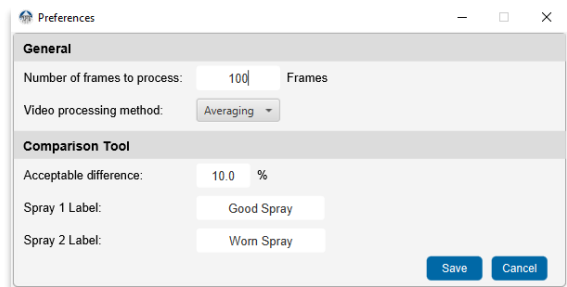 Preferences
General
Number of frames to process: 100 Frames
Video processing method: Averaging
Comparison Tool
Acceptable difference: 10.0 %
Spray 1 Label: Good Spray
Spray 2 Label: Worn Spray
Save Cancel